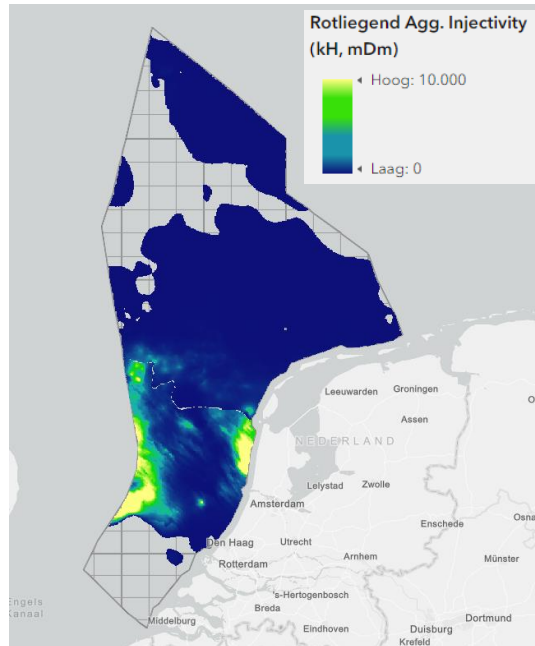 Rotliegend Agg. Injectivity
(kH, mDm)
Hoog: 10.000
Laag: 0
Leeuwarden
Groningen
Assen
NEDERLAND
Lelystad
Zwolle
Amsterdam
Enschede
Osna
Den Haag
Utrecht
Rotterdam
Arnhem
Münster
's-Hertogenbosch
Engels
Kanaal
Breda
Middelburg
Eindhoven
Dortmund
Duisburg
Krefeld